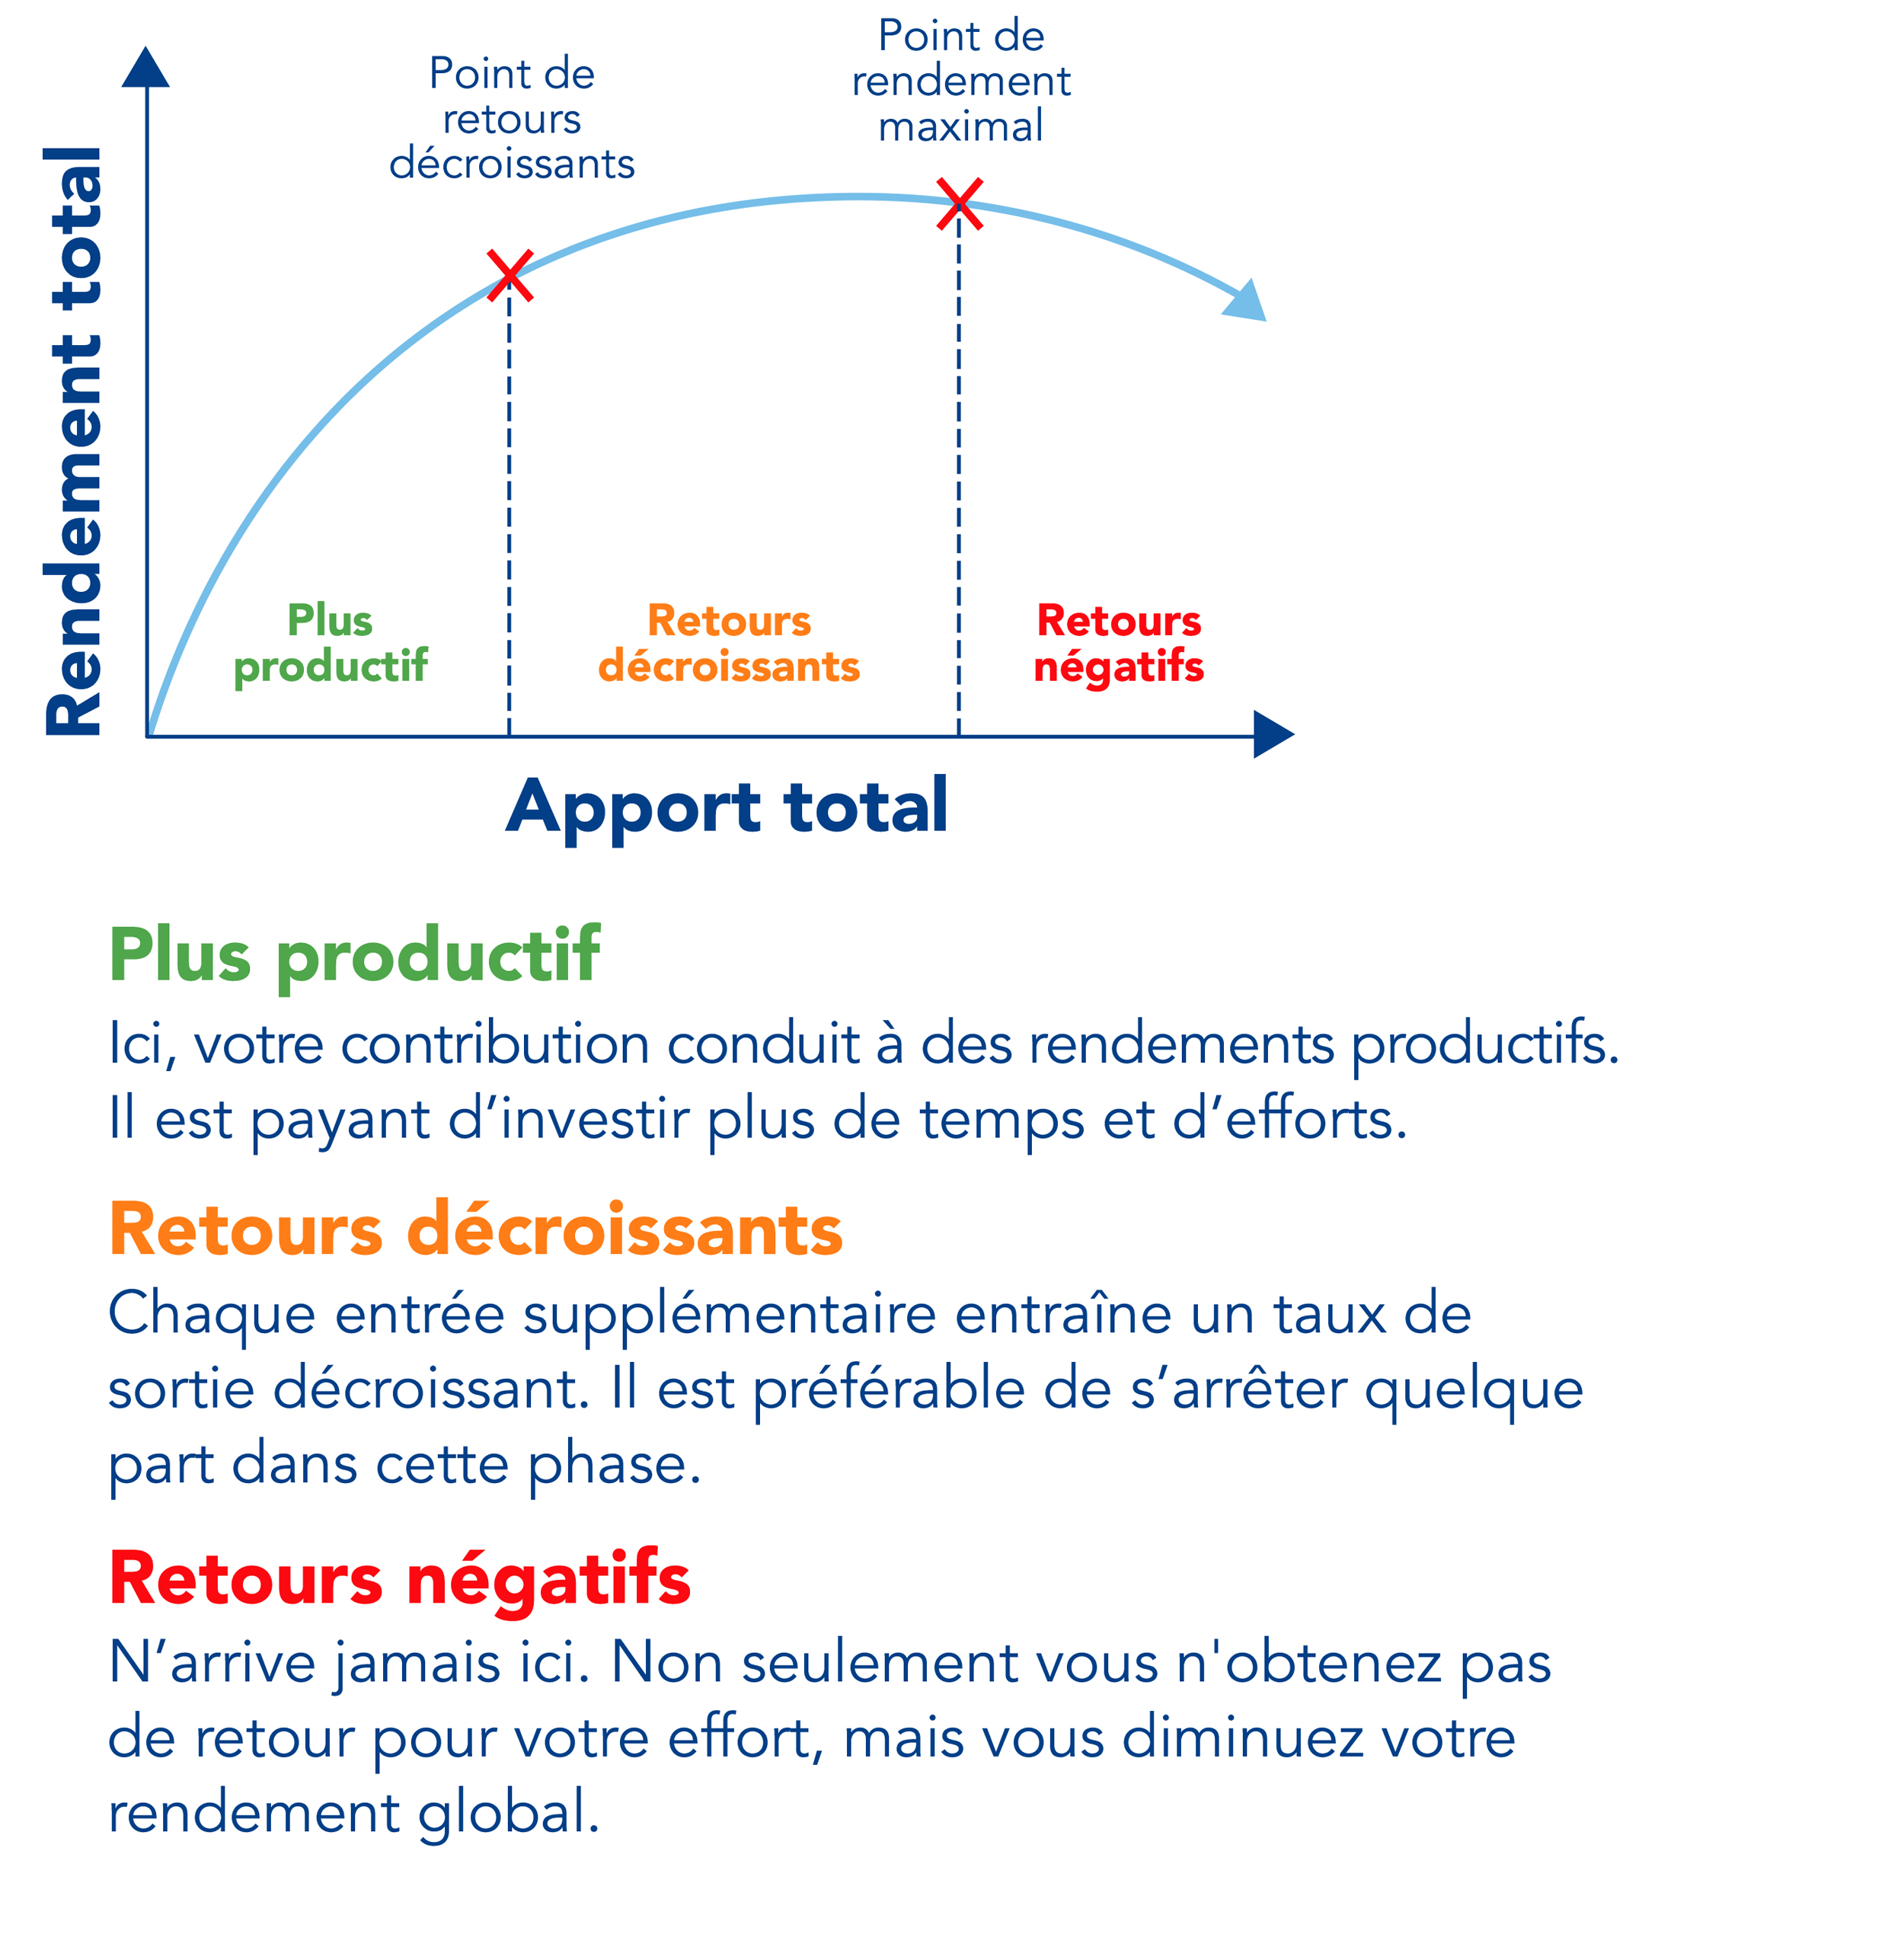 Point de
retours
décroissants
Point de
rendement
maximal
Rendement total
Plus
productif
Retours
décroissants
Retours
négatifs
Apport total
Plus productif
Ici, votre contribution conduit à des rendements productifs.
Il est payant d’investir plus de temps et d’efforts.
Retours décroissants
Chaque entrée supplémentaire entraîne un taux de
sortie décroissant. Il est préférable de s’arrêter quelque
part dans cette phase.
Retours négatifs
N’arrive jamais ici. Non seulement vous n'obtenez pas
de retour pour votre effort, mais vous diminuez votre
rendement global.